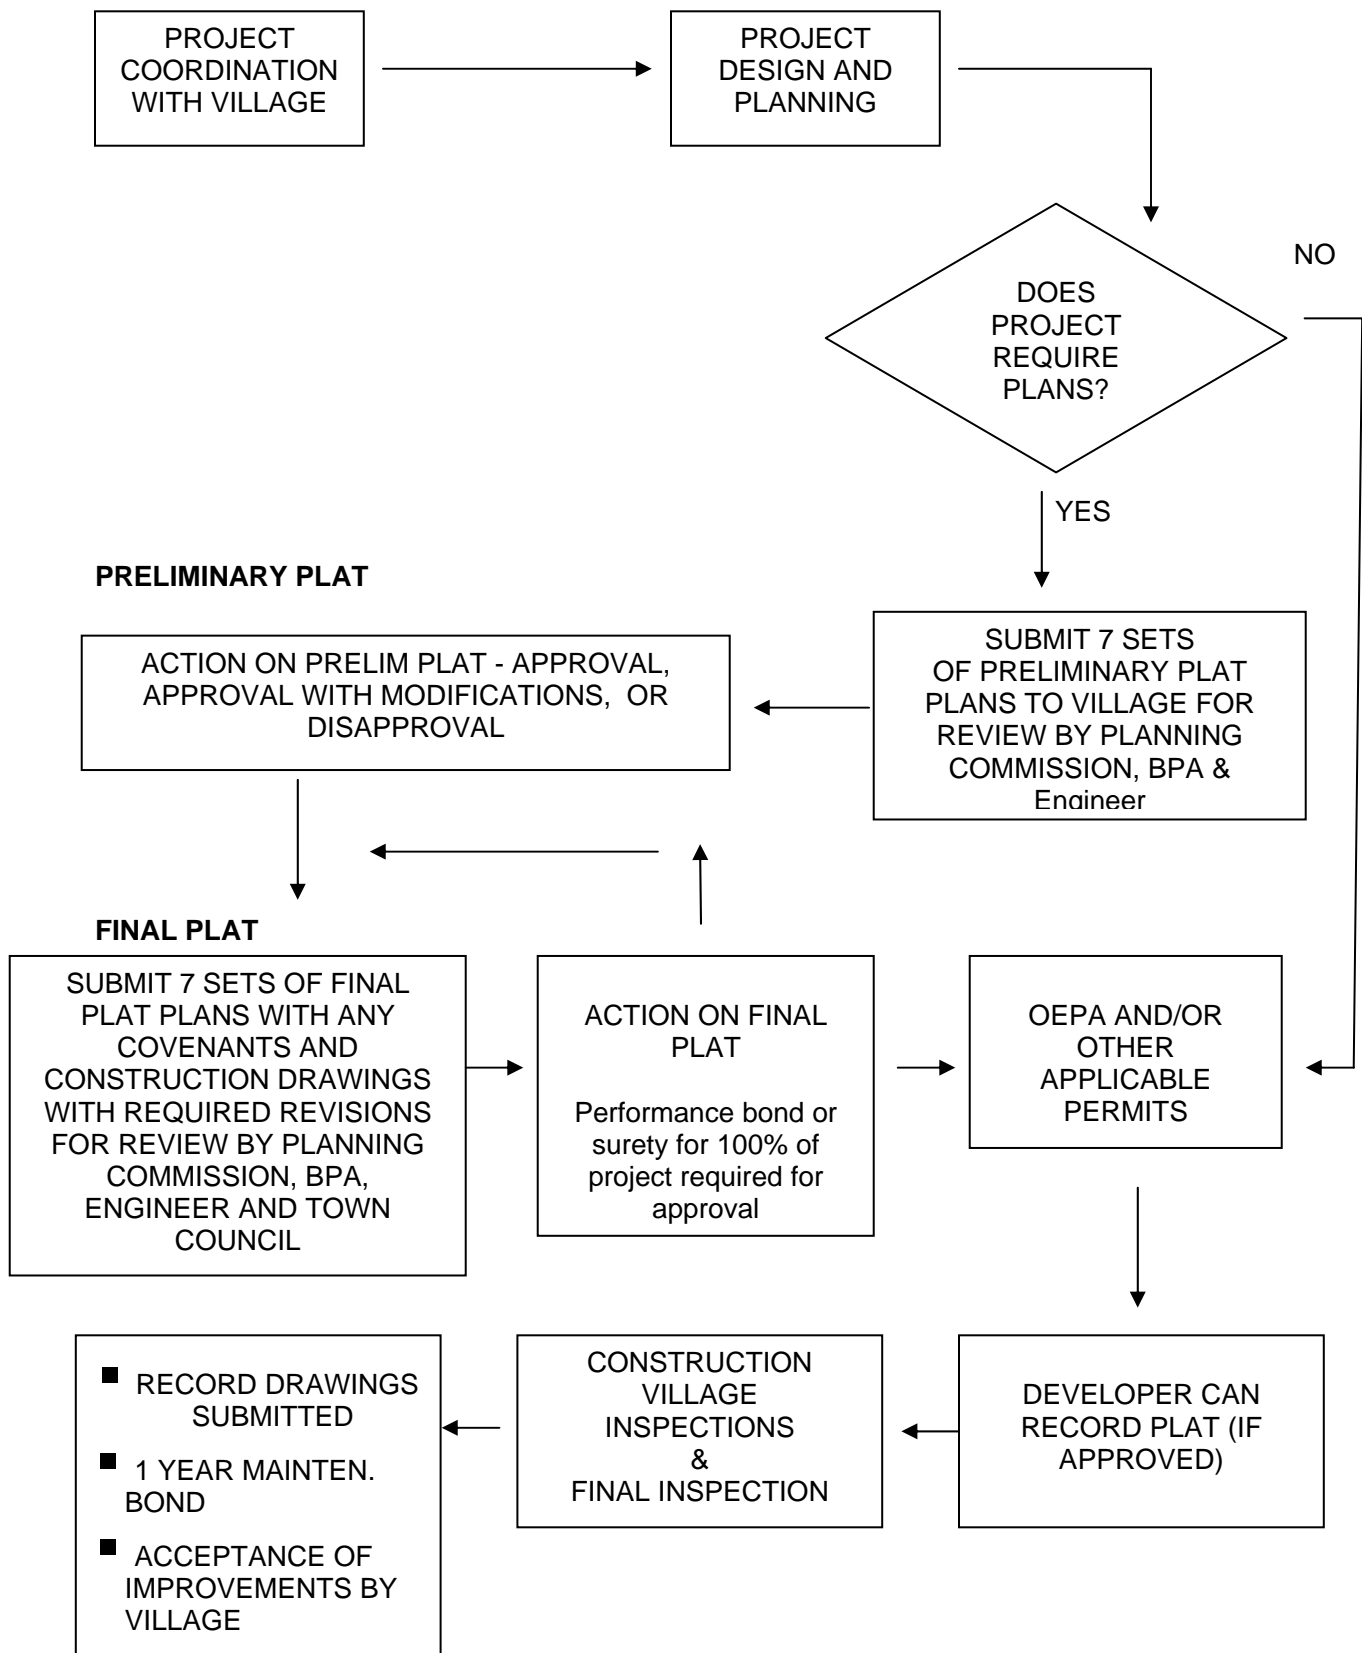 PROJECT
COORDINATION
WITH VILLAGE
PROJECT
DESIGN AND
PLANNING
NO
DOES
PROJECT
REQUIRE
PLANS?
YES
PRELIMINARY PLAT
ACTION ON PRELIM PLAT - APPROVAL,
APPROVAL WITH MODIFICATIONS, OR
DISAPPROVAL
SUBMIT 7 SETS
OF PRELIMINARY PLAT
PLANS TO VILLAGE FOR
REVIEW BY PLANNING
COMMISSION, BPA &
Engineer
FINAL PLAT
SUBMIT 7 SETS OF FINAL
PLAT PLANS WITH ANY
COVENANTS AND
CONSTRUCTION DRAWINGS
WITH REQUIRED REVISIONS
FOR REVIEW BY PLANNING
COMMISSION, BPA,
ENGINEER AND TOWN
COUNCIL
ACTION ON FINAL
PLAT
Performance bond or
surety for 100% of
project required for
approval
OEPA AND/OR
OTHER
APPLICABLE
PERMITS
■ RECORD DRAWINGS
SUBMITTED
■ 1 YEAR MAINTEN.
BOND
■ ACCEPTANCE OF
IMPROVEMENTS BY
VILLAGE
CONSTRUCTION
VILLAGE
INSPECTIONS
&
FINAL INSPECTION
DEVELOPER CAN
RECORD PLAT (IF
APPROVED)